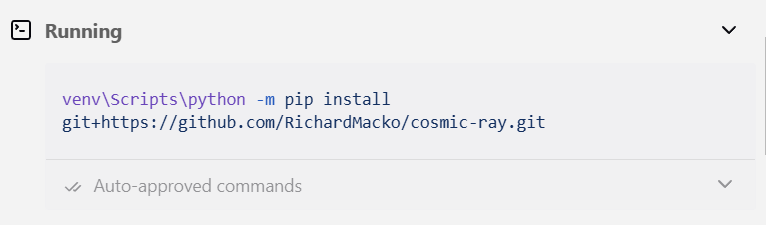 Running
venv\Scripts\python -m pip install
git+https://github.com/RichardMacko/cosmic-ray.git
Auto-approved commands